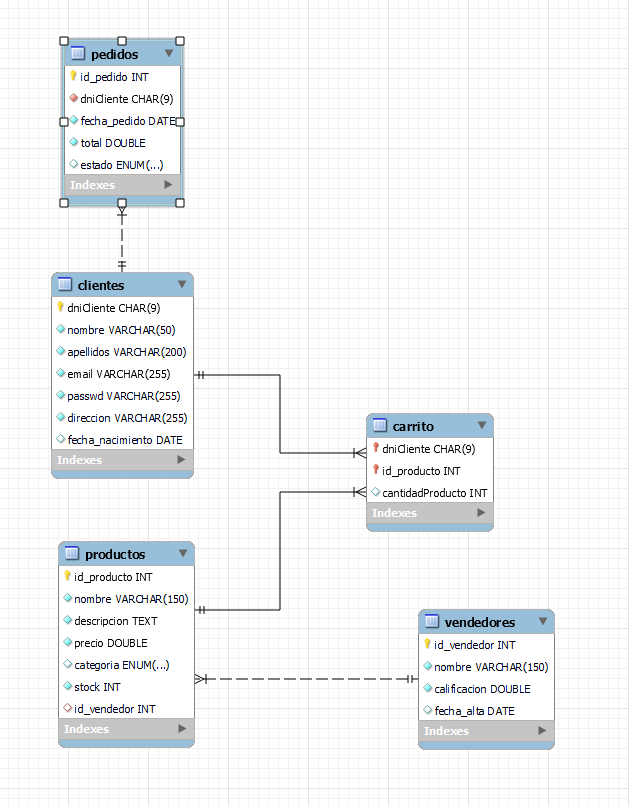 pedidos
id_pedido INT
dniCliente CHAR(9)
fecha_pedido DATE
total DOUBLE
estado ENUM(...)
Indexes
clientes
dniCliente CHAR(9)
nombre VARCHAR(50)
apellidos VARCHAR(200)
email VARCHAR(255)
passwd VARCHAR(255)
direccion VARCHAR(255)
fecha_nacimiento DATE
Indexes
carrito
dniCliente CHAR(9)
id_producto INT
cantidadProducto INT
Indexes
productos
id_producto INT
nombre VARCHAR(150)
descripcion TEXT
precio DOUBLE
categoria ENUM(...)
stock INT
id_vendedor INT
Indexes
vendedores
id_vendedor INT
nombre VARCHAR(150)
calificacion DOUBLE
fecha_alta DATE
Indexes